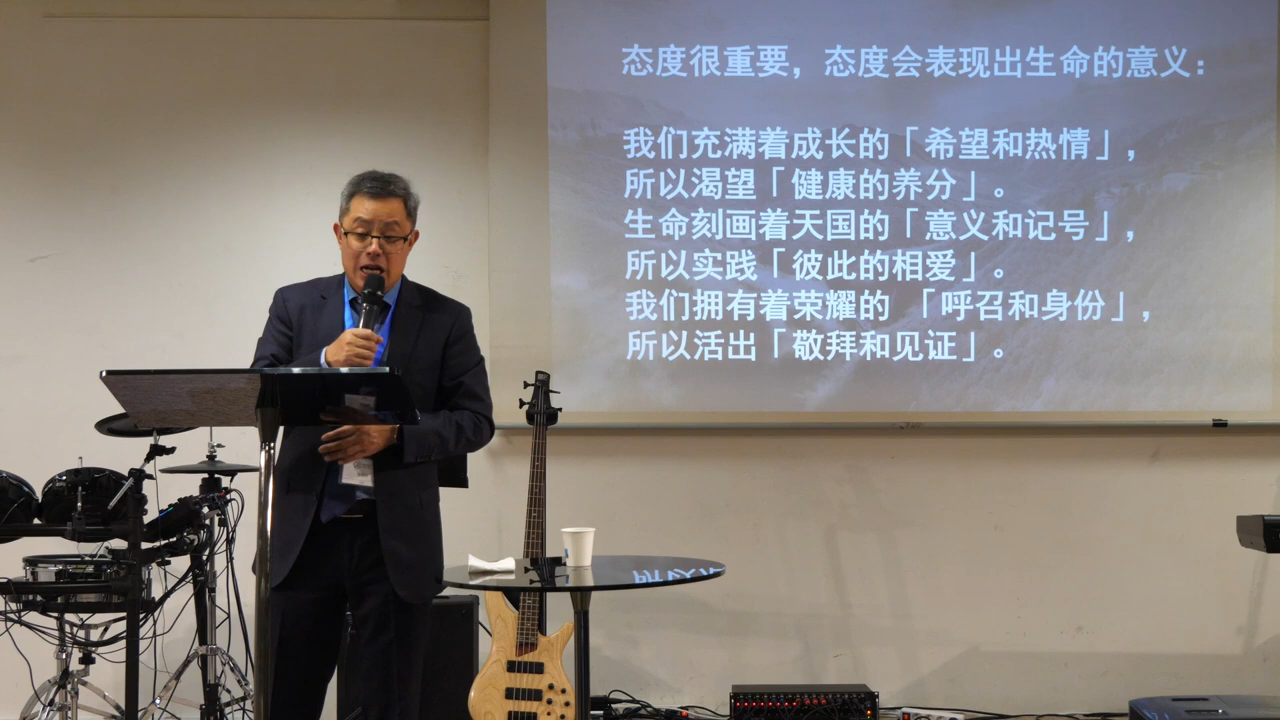 态度很重要，态度会表现出生命的意义：
我们充满着成长的「希望和热情」，
所以渴望「健康的养分」。
生命刻画着天国的「意义和记号」，
所以实践「彼此的相爱」。
我们拥有着荣耀的 「呼召和身份」，
所以活出「敬拜和见证」。